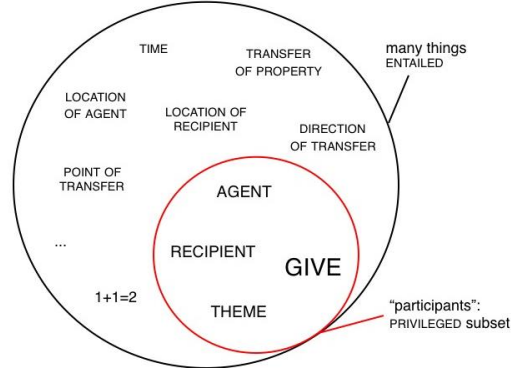 TIME
TRANSFER
OF PROPERTY
many things
ENTAILED
LOCATION
OF AGENT
LOCATION OF
RECIPIENT
DIRECTION
OF TRANSFER
POINT OF
TRANSFER
AGENT
...
RECIPIENT
GIVE
1+1=2
THEME
“participants”:
PRIVILEGED subset